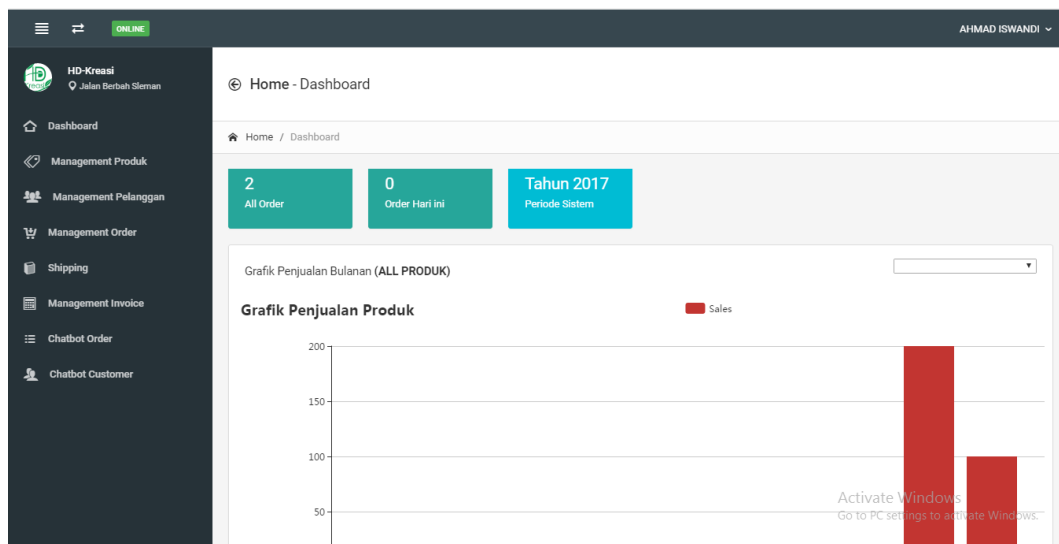 ONLINE
AHMAD ISWANDI
HD-Kreasi
Jalan Berbah Sleman
Home - Dashboard
Dashboard
Home / Dashboard
Management Produk
Management Pelanggan
Management Order
Shipping
Management Invoice
Chatbot Order
Chatbot Customer
2
All Order
0
Order Hari ini
Tahun 2017
Periode Sistem
Grafik Penjualan Bulanan (ALL PRODUK)
Grafik Penjualan Produk
Sales
200
150
100
50
Activate Windows
Go to PC settings to activate Windows.